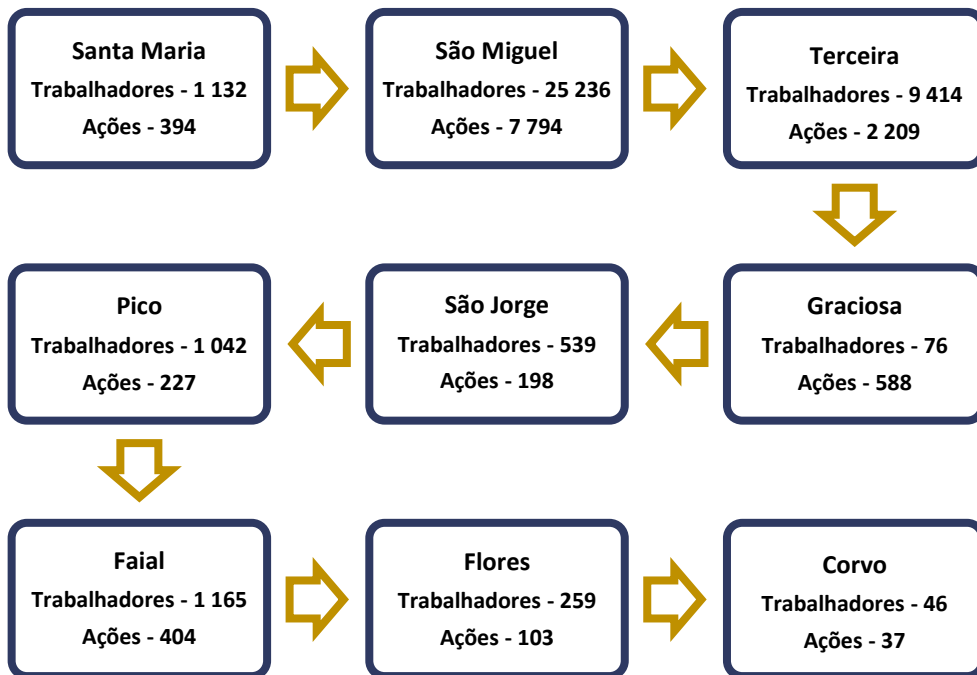 Santa Maria
Trabalhadores - 1 132
Ações - 394
São Miguel
Trabalhadores - 25 236
Ações - 7 794
Terceira
Trabalhadores - 9 414
Ações - 2 209
Pico
Trabalhadores - 1 042
Ações - 227
São Jorge
Trabalhadores - 539
Ações - 198
Graciosa
Trabalhadores - 76
Ações - 588
Faial
Trabalhadores - 1 165
Ações - 404
Flores
Trabalhadores - 259
Ações - 103
Corvo
Trabalhadores - 46
Ações - 37